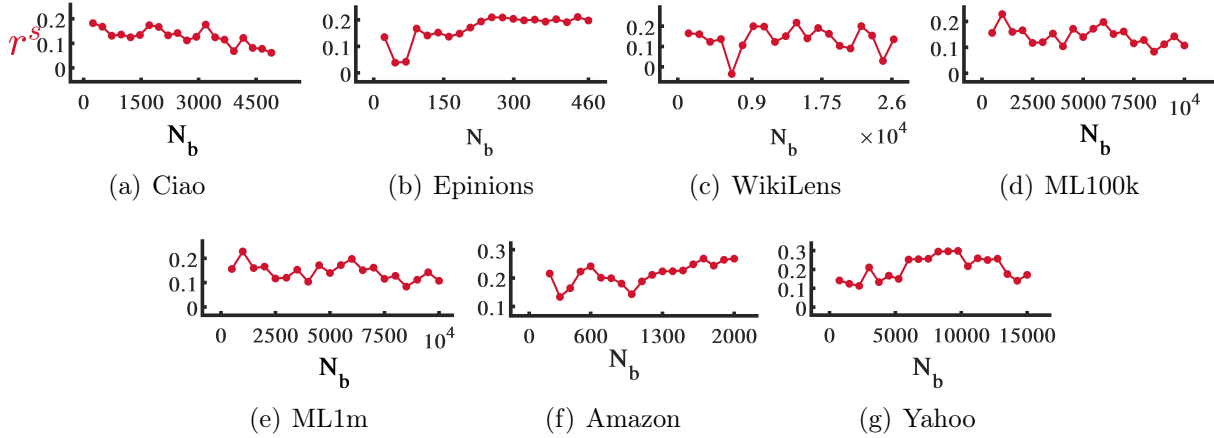 r^s
0.2
0.1
0
0 1500 3000 4500
N_b
(a) Ciao
0.2
0.1
0
0 150 300 460
N_b
(b) Epinions
0.2
0.1
0
0 0.9 1.75 2.6
×10^4
N_b
(c) WikiLens
0.2
0.1
0
0 2500 5000 7500 10^4
N_b
(d) ML100k
0.2
0.1
0
0 2500 5000 7500 10^4
N_b
(e) ML1m
0.3
0.2
0.1
0 600 1300 2000
N_b
(f) Amazon
0.3
0.2
0.1
0
0 5000 10000 15000
N_b
(g) Yahoo